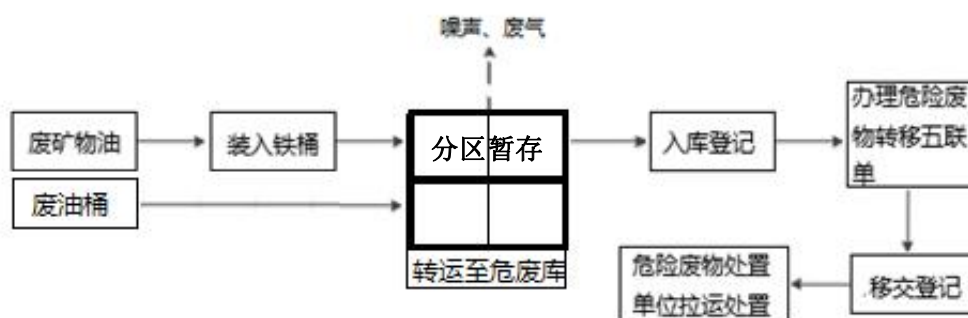 噪声、废气
废矿物油
装入铁桶
分区暂存
入库登记
办理危险废
物转移五联
单
废油桶
转运至危废库
危险废物处置
单位拉运处置
.移交登记